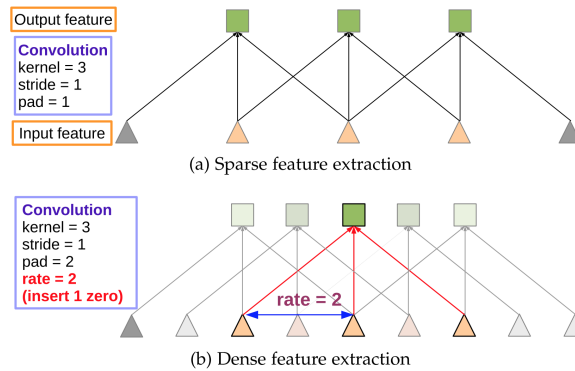 Output feature
Convolution
kernel = 3
stride = 1
pad = 1
Input feature
(a) Sparse feature extraction
Convolution
kernel = 3
stride = 1
pad = 2
rate = 2
(insert 1 zero)
rate = 2
(b) Dense feature extraction